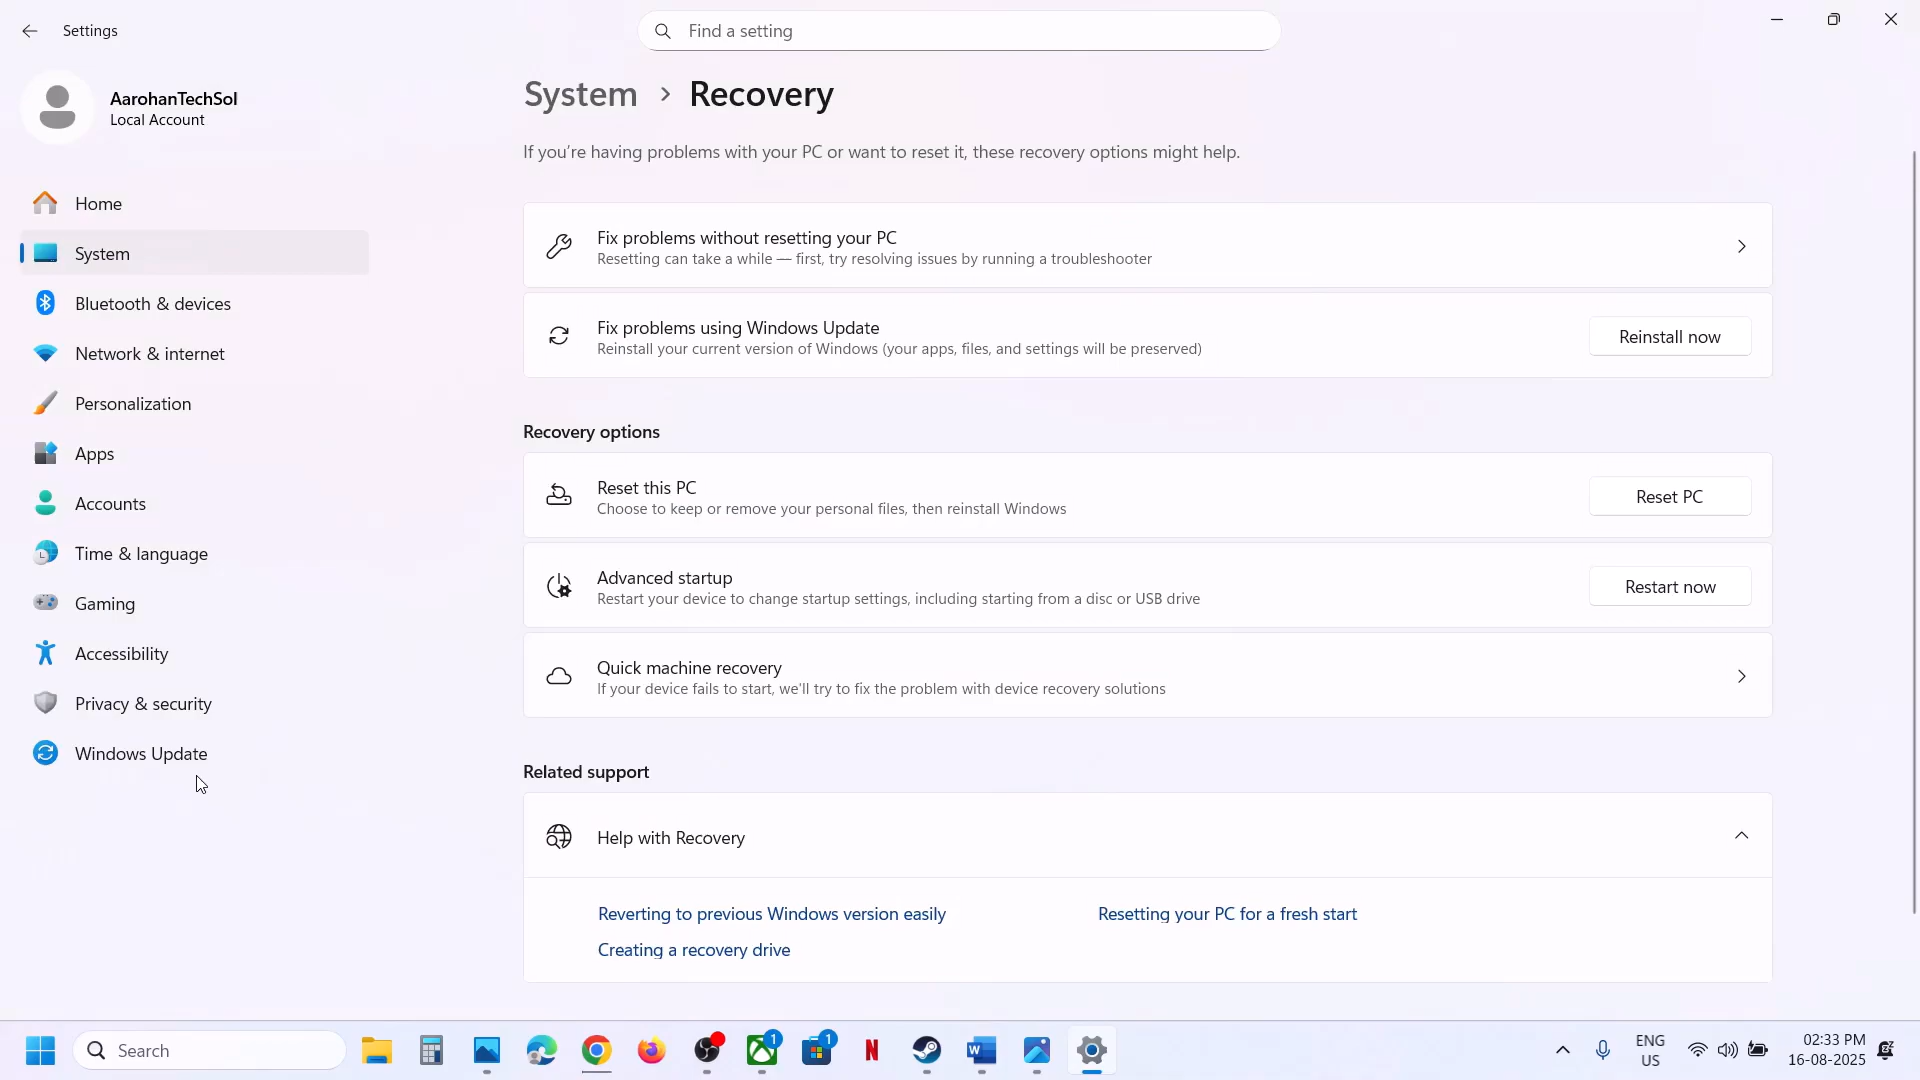 Settings
Find a setting
AarohanTechSol
Local Account
Home
System
Bluetooth & devices
Network & internet
Personalization
Apps
Accounts
Time & language
Gaming
Accessibility
Privacy & security
Windows Update
System > Recovery
If you're having problems with your PC or want to reset it, these recovery options might help.
Fix problems without resetting your PC
Resetting can take a while — first, try resolving issues by running a troubleshooter
Fix problems using Windows Update
Reinstall your current version of Windows (your apps, files, and settings will be preserved)
Reinstall now
Recovery options
Reset this PC
Choose to keep or remove your personal files, then reinstall Windows
Reset PC
Advanced startup
Restart your device to change startup settings, including starting from a disc or USB drive
Restart now
Quick machine recovery
If your device fails to start, we'll try to fix the problem with device recovery solutions
Related support
Help with Recovery
Reverting to previous Windows version easily
Resetting your PC for a fresh start
Creating a recovery drive
Search
1
1
N
W
ENG
US
02:33 PM
16-08-2025